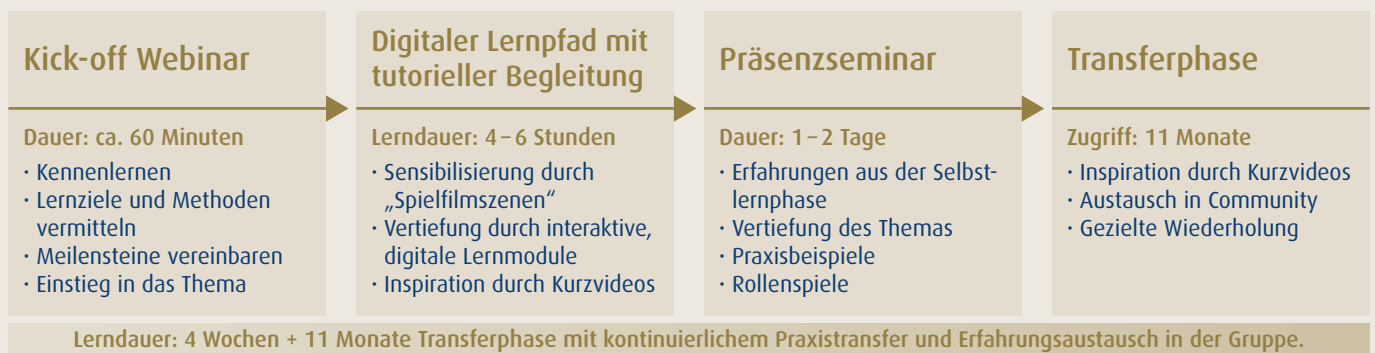 Kick-off Webinar
Dauer: ca. 60 Minuten
· Kennenlernen
· Lernziele und Methoden
vermitteln
· Meilensteine vereinbaren
· Einstieg in das Thema
Digitaler Lernpfad mit
tutorieller Begleitung
Lerndauer: 4–6 Stunden
· Sensibilisierung durch
„Spielfilmszenen“
· Vertiefung durch interaktive,
digitale Lernmodule
· Inspiration durch Kurzvideos
Präsenzseminar
Dauer: 1–2 Tage
· Erfahrungen aus der Selbst-
lernphase
· Vertiefung des Themas
· Praxisbeispiele
· Rollenspiele
Transferphase
Zugriff: 11 Monate
· Inspiration durch Kurzvideos
· Austausch in Community
· Gezielte Wiederholung
Lerndauer: 4 Wochen + 11 Monate Transferphase mit kontinuierlichem Praxistransfer und Erfahrungsaustausch in der Gruppe.